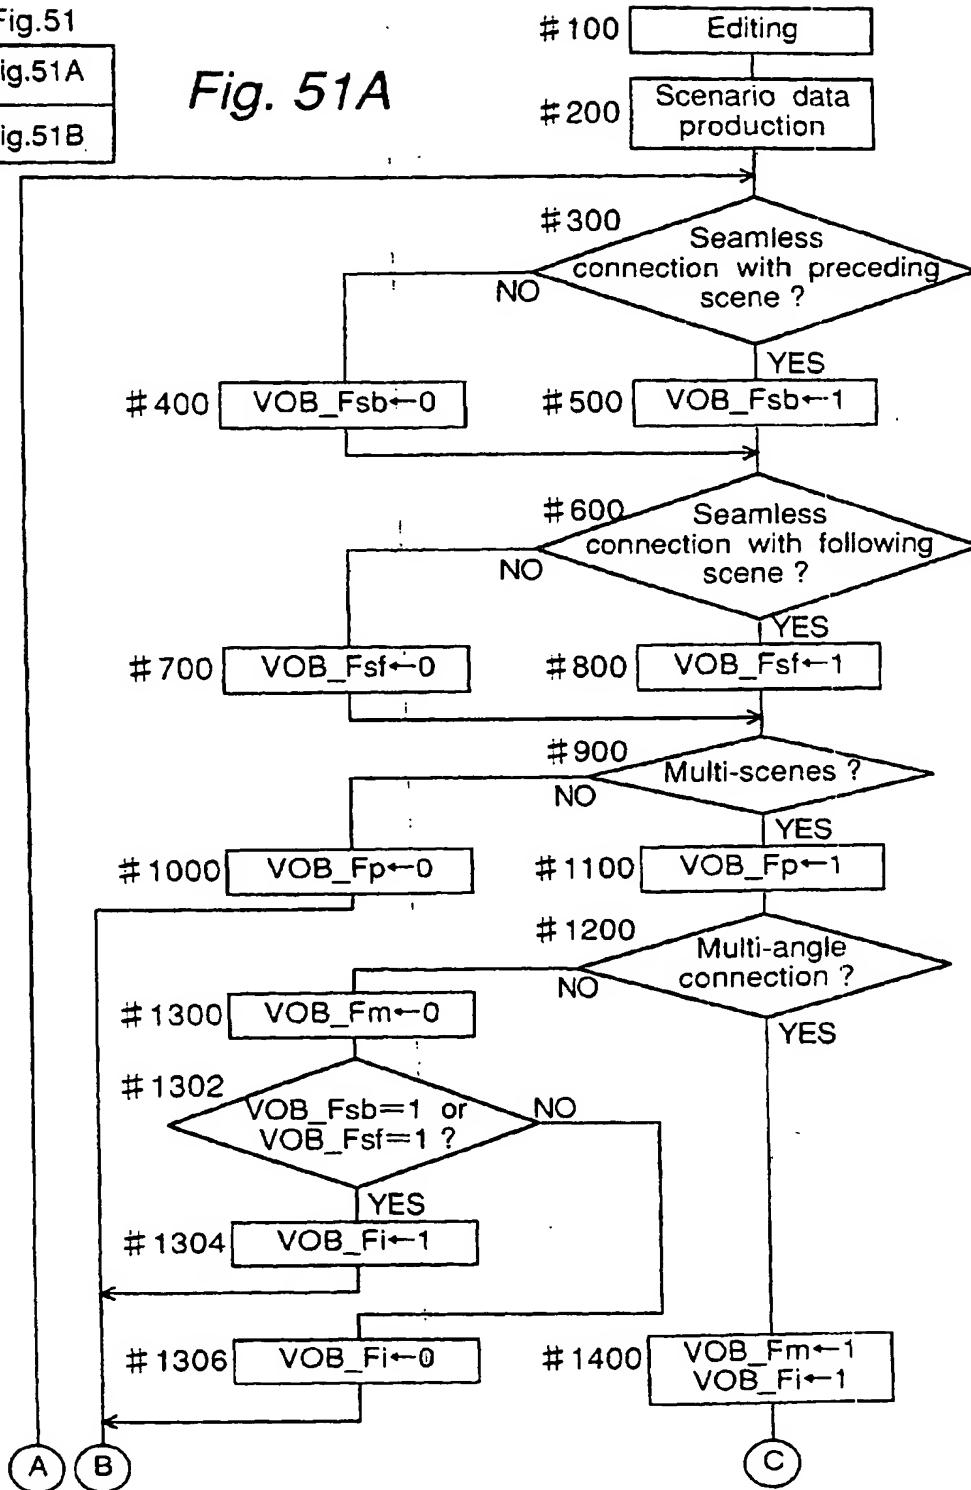 Fig.51
Fig.51A
Fig.51B
Fig. 51A
#100
Editing
#200
Scenario data
production
#300
Seamless
connection with preceding
scene ?
NO
YES
#400
VOB_Fsb←0
#500
VOB_Fsb←1
#600
Seamless
connection with following
scene ?
NO
YES
#700
VOB_Fsf←0
#800
VOB_Fsf←1
#900
Multi-scenes ?
NO
YES
#1000
VOB_Fp←0
#1100
VOB_Fp←1
#1200
Multi-angle
connection ?
NO
YES
#1300
VOB_Fm←0
#1302
VOB_Fsb=1 or
VOB_Fsf=1 ?
NO
YES
#1304
VOB_Fi←1
#1306
VOB_Fi←0
#1400
VOB_Fm←1
VOB_Fi←1
A
B
C